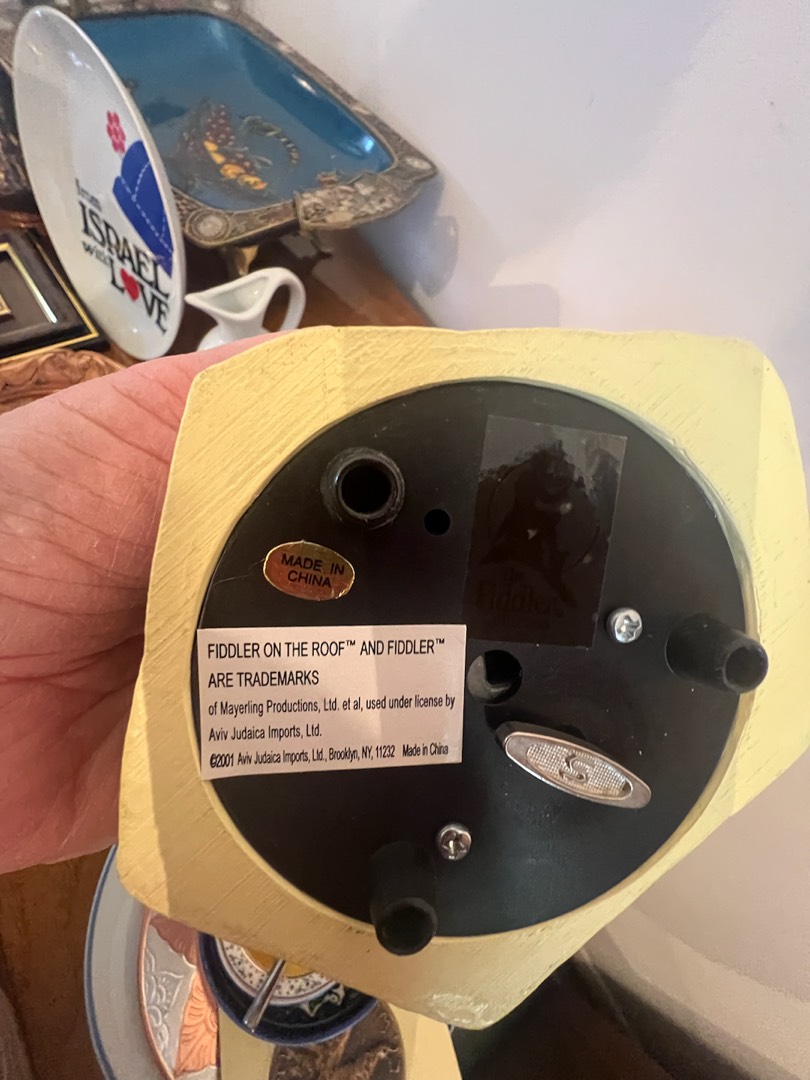 from
ISRAEL
with
LOVE
MADE IN
CHINA
Fiddler
FIDDLER ON THE ROOF™ AND FIDDLER™
ARE TRADEMARKS
of Mayerling Productions, Ltd. et al, used under license by
Aviv Judaica Imports, Ltd.
©2001 Aviv Judaica Imports, Ltd., Brooklyn, NY, 11232 Made in China
S